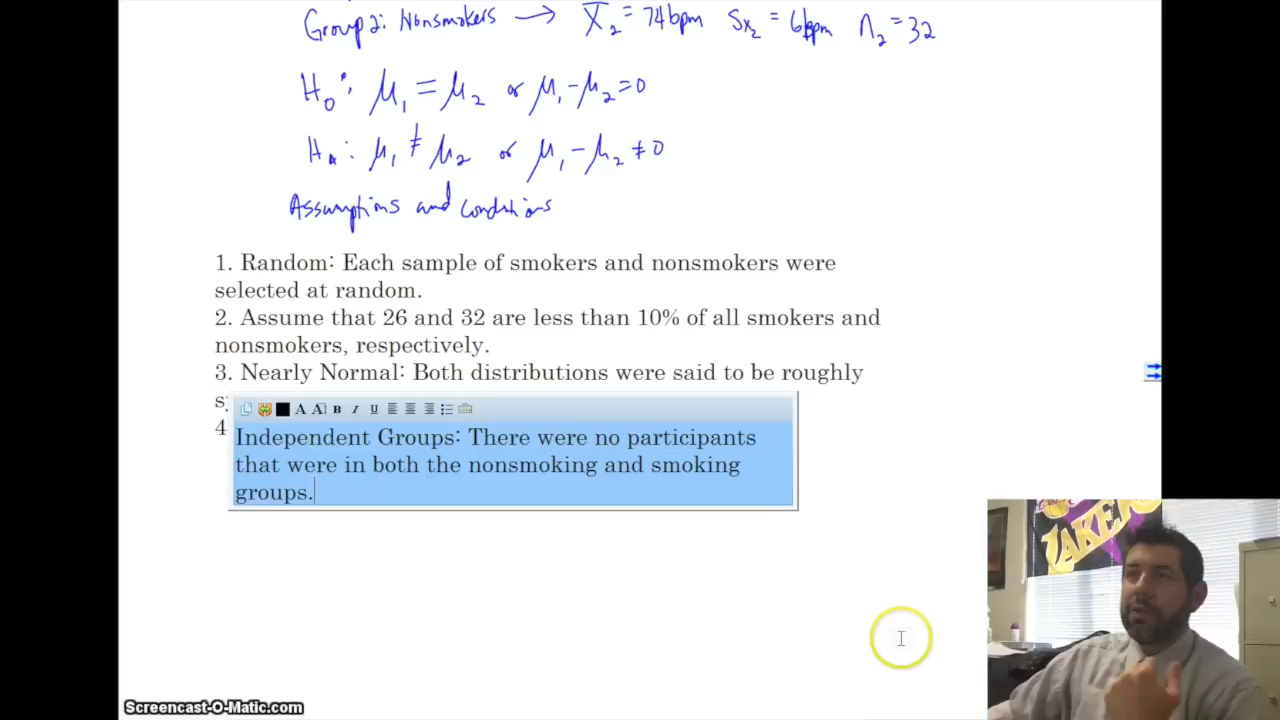 Group 2: Nonsmokers → X̅₂ = 74bpm Sx₂ = 6bpm n₂ = 32
H₀: μ₁ = μ₂ or μ₁-μ₂=0
Hₐ: μ₁ ≠ μ₂ or μ₁-μ₂ ≠ 0
Assumptions and conditions
1. Random: Each sample of smokers and nonsmokers were
selected at random.
2. Assume that 26 and 32 are less than 10% of all smokers and
nonsmokers, respectively.
3. Nearly Normal: Both distributions were said to be roughly
4
Independent Groups: There were no participants
that were in both the nonsmoking and smoking
groups.
LAKERS
Screencast-O-Matic.com